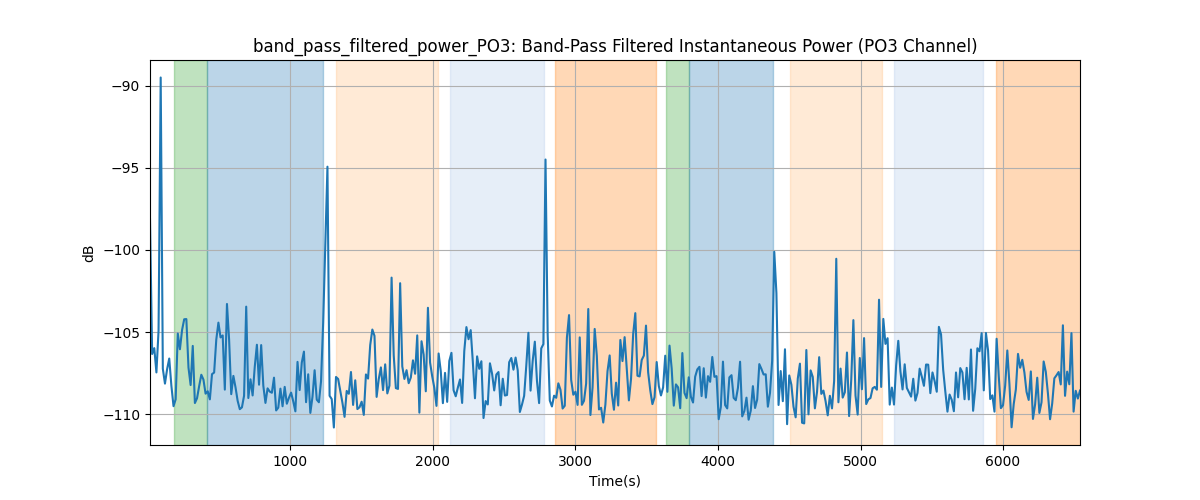 band_pass_filtered_power_PO3: Band-Pass Filtered Instantaneous Power (PO3 Channel)
−90
−95
−100
−105
−110
dB
1000 2000 3000 4000 5000 6000
Time(s)